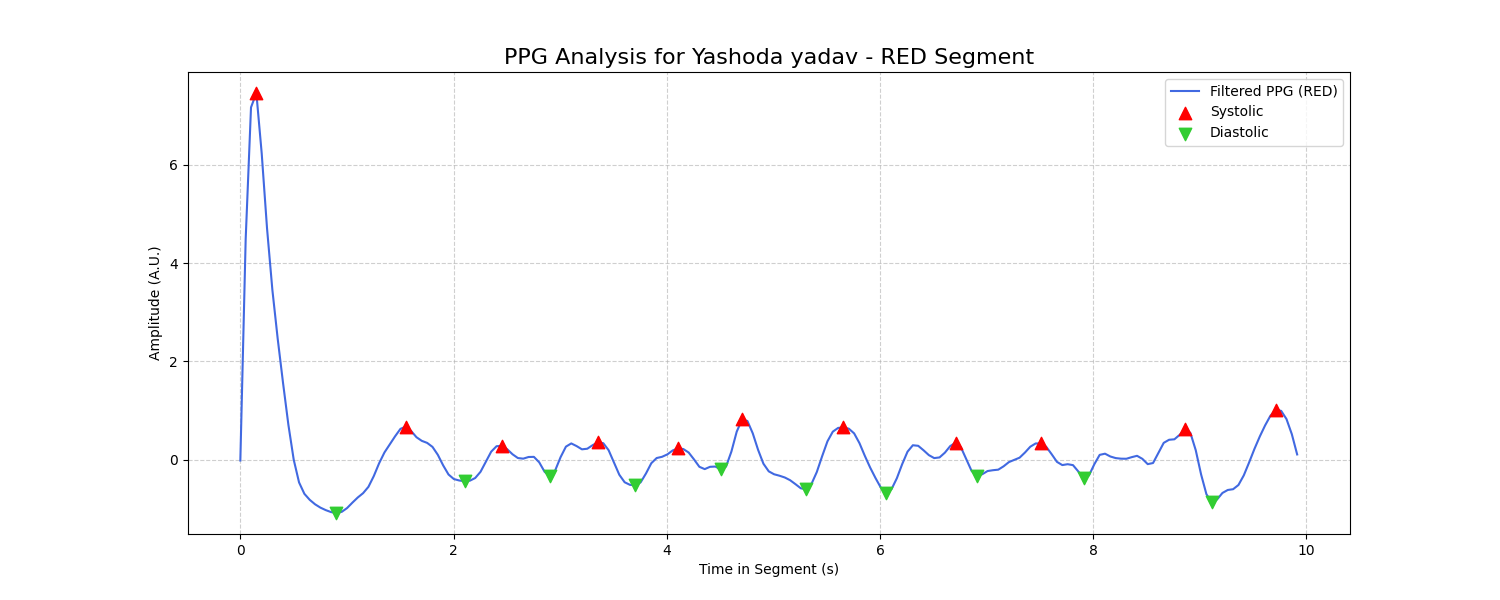 PPG Analysis for Yashoda yadav - RED Segment
Filtered PPG (RED)
Systolic
Diastolic
Amplitude (A.U.)
6
4
2
0
0 2 4 6 8 10
Time in Segment (s)